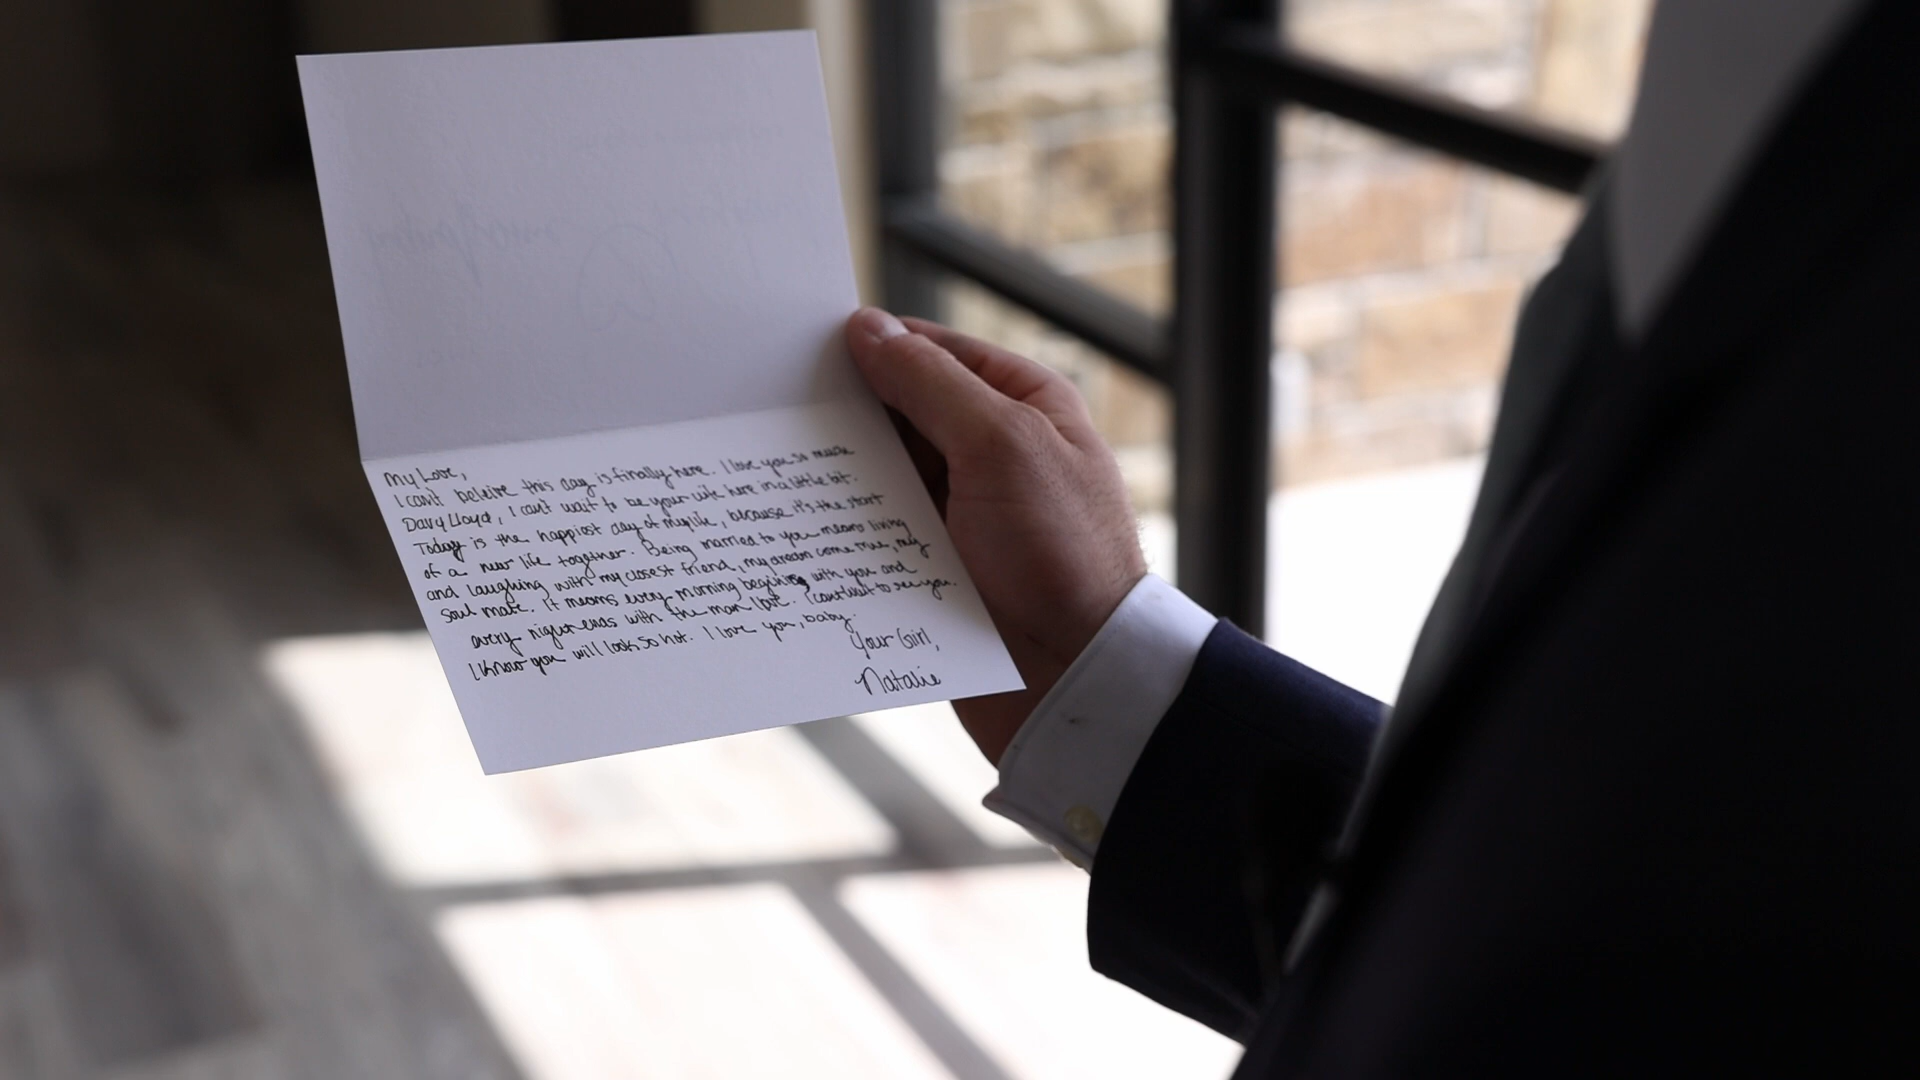 My Love,
I can't beleive this day is finally here. I love you so much
Davy Lloyd, I can't wait to be your wife here in a little bit.
Today is the happiest day of my life, because it's the start
of a new life together. Being married to you means living
and laughing with my closest friend, my dream come true, my
soul mate. It means every morning begining with you and
every night ends with the man I love. I can't wait to see you.
I know you will look so hot. I love you, baby.
Your Girl,
Natalie